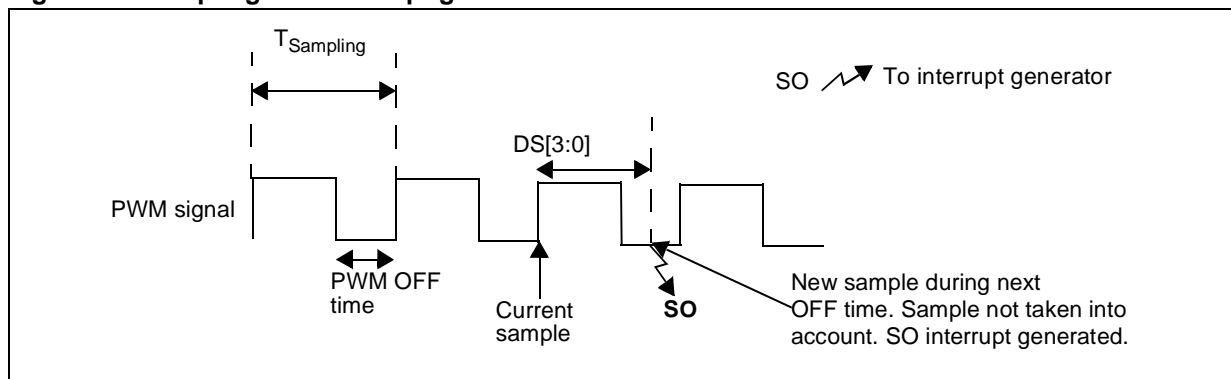 T_Sampling
SO To interrupt generator
DS[3:0]
PWM signal
PWM OFF
time
Current
sample
SO
New sample during next
OFF time. Sample not taken into
account. SO interrupt generated.